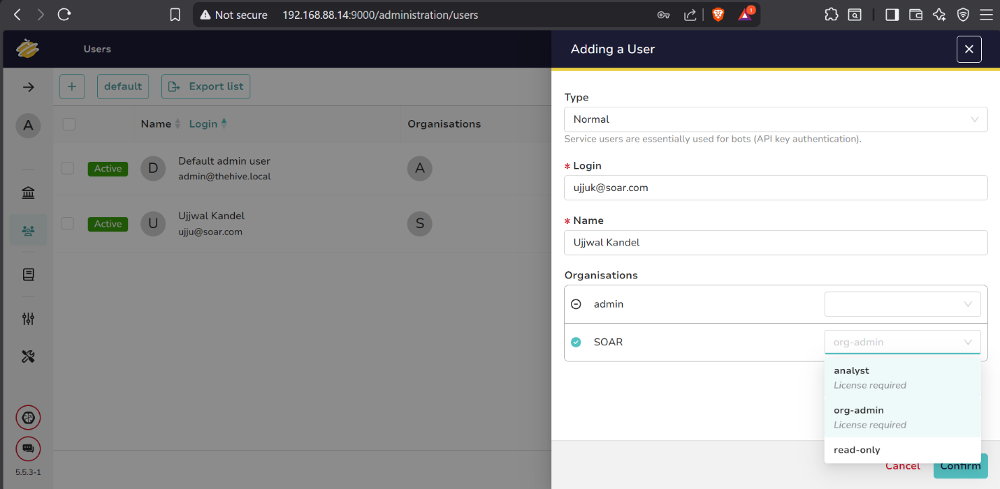 Not secure
192.168.88.14:9000/administration/users
1
Users
default
Export list
A
Name
Login
Organisations
Active
D
Default admin user
admin@thehive.local
A
Active
U
Ujjwal Kandel
ujju@soar.com
S
5.5.3-1
Adding a User
Type
Normal
Service users are essentially used for bots (API key authentication).
* Login
ujjuk@soar.com
* Name
Ujjwal Kandel
Organisations
admin
SOAR
org-admin
analyst
License required
org-admin
License required
read-only
Cancel
Confirm